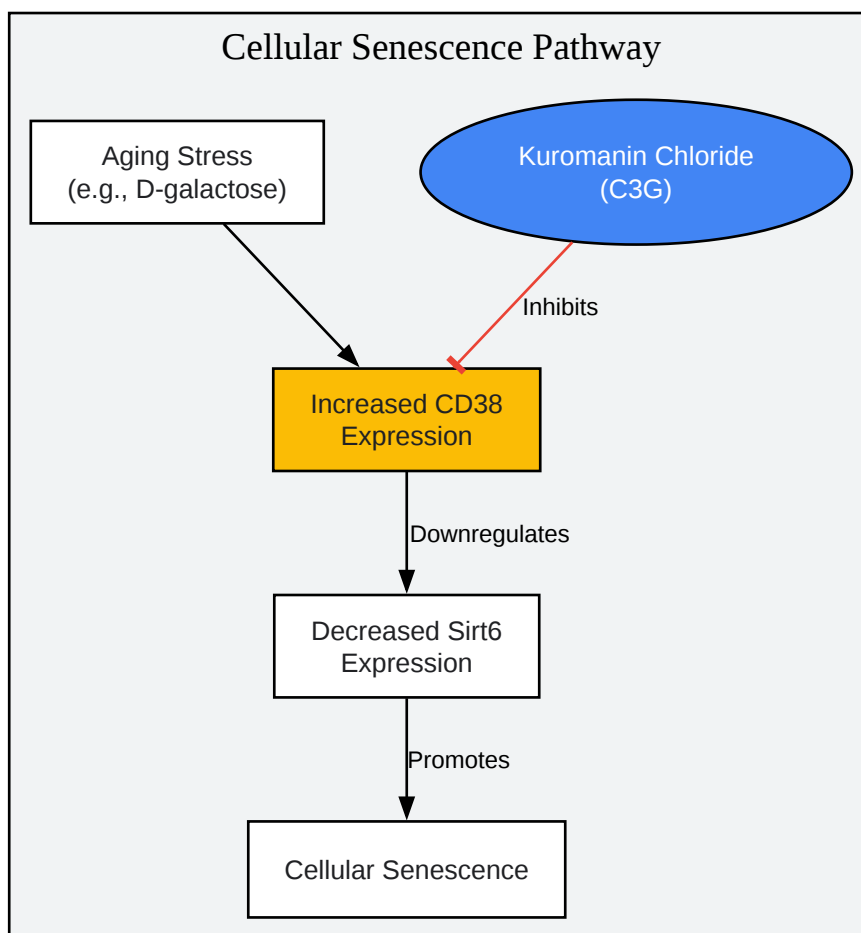 Cellular Senescence Pathway
Aging Stress
(e.g., D-galactose)
Kuromanin Chloride
(C3G)
Inhibits
Increased CD38
Expression
Downregulates
Decreased Sirt6
Expression
Promotes
Cellular Senescence